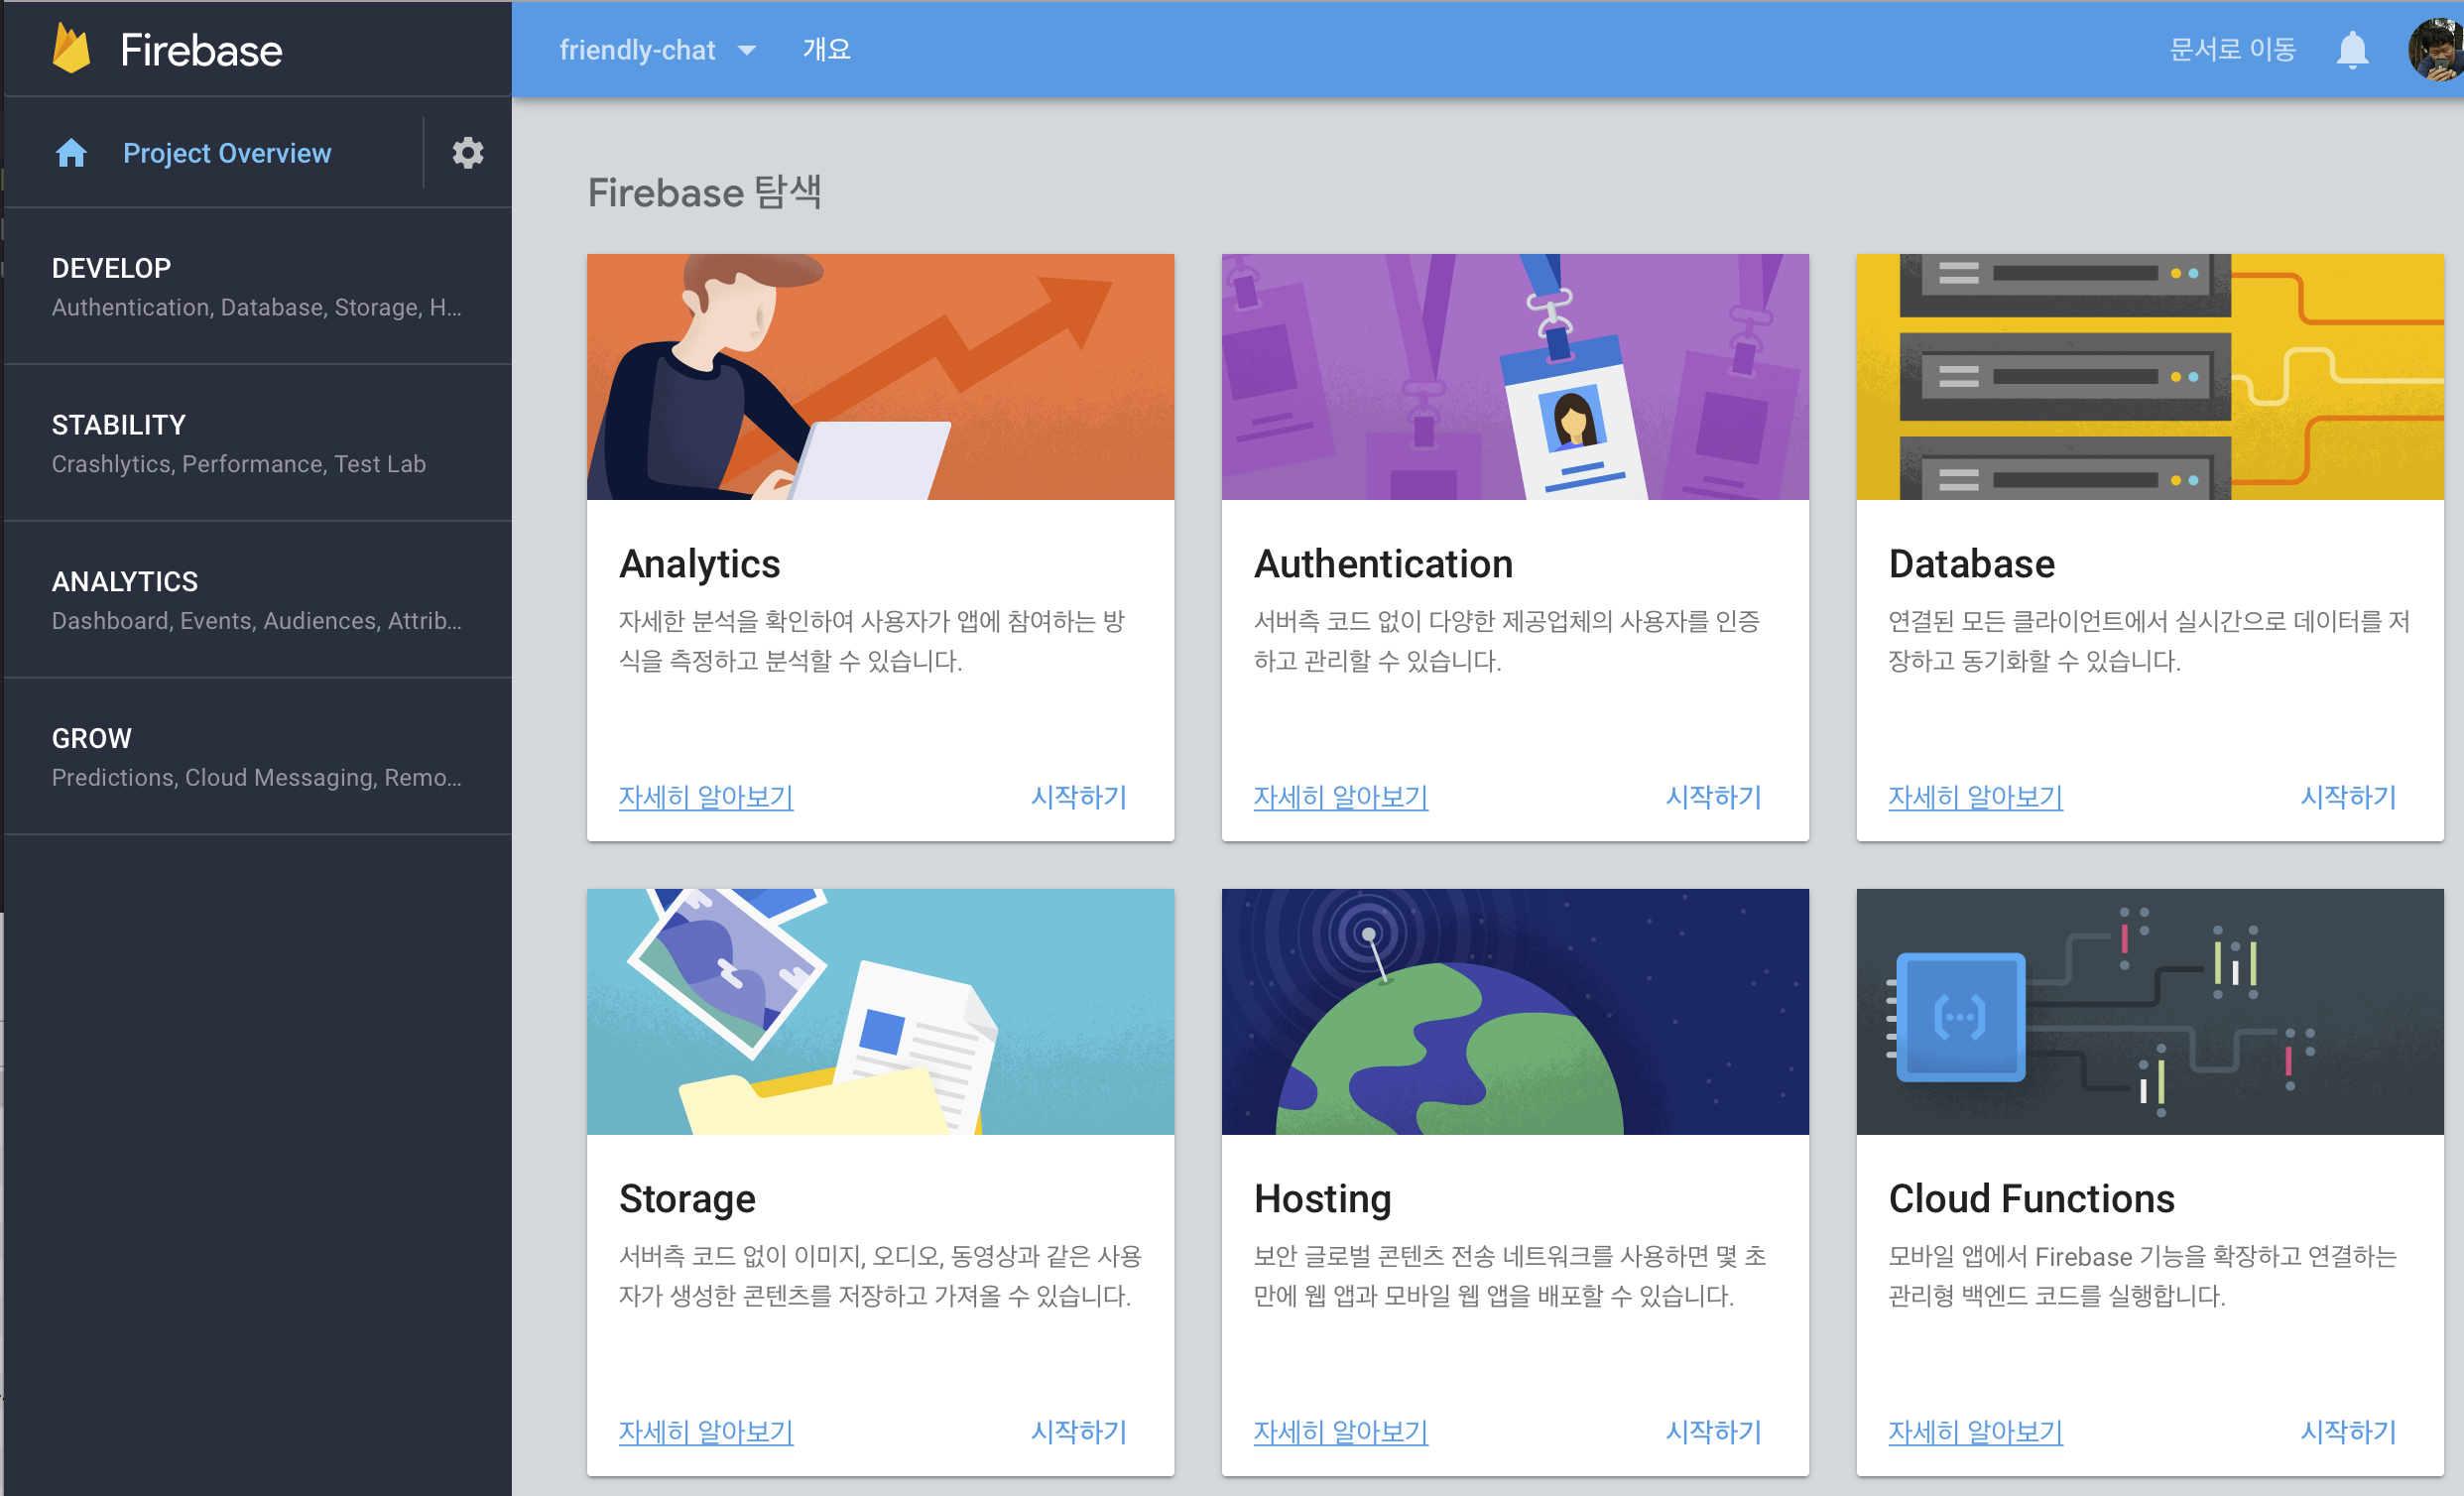 Firebase
friendly-chat
개요
문서로 이동
Project Overview
DEVELOP
Authentication, Database, Storage, H...
STABILITY
Crashlytics, Performance, Test Lab
ANALYTICS
Dashboard, Events, Audiences, Attrib...
GROW
Predictions, Cloud Messaging, Remo...
Firebase 탐색
Analytics
자세한 분석을 확인하여 사용자가 앱에 참여하는 방
식을 측정하고 분석할 수 있습니다.
자세히 알아보기
시작하기
Authentication
서버측 코드 없이 다양한 제공업체의 사용자를 인증
하고 관리할 수 있습니다.
자세히 알아보기
시작하기
Database
연결된 모든 클라이언트에서 실시간으로 데이터를 저
장하고 동기화할 수 있습니다.
자세히 알아보기
시작하기
Storage
서버측 코드 없이 이미지, 오디오, 동영상과 같은 사용
자가 생성한 콘텐츠를 저장하고 가져올 수 있습니다.
자세히 알아보기
시작하기
Hosting
보안 글로벌 콘텐츠 전송 네트워크를 사용하면 몇 초
만에 웹 앱과 모바일 웹 앱을 배포할 수 있습니다.
자세히 알아보기
시작하기
Cloud Functions
모바일 앱에서 Firebase 기능을 확장하고 연결하는
관리형 백엔드 코드를 실행합니다.
자세히 알아보기
시작하기